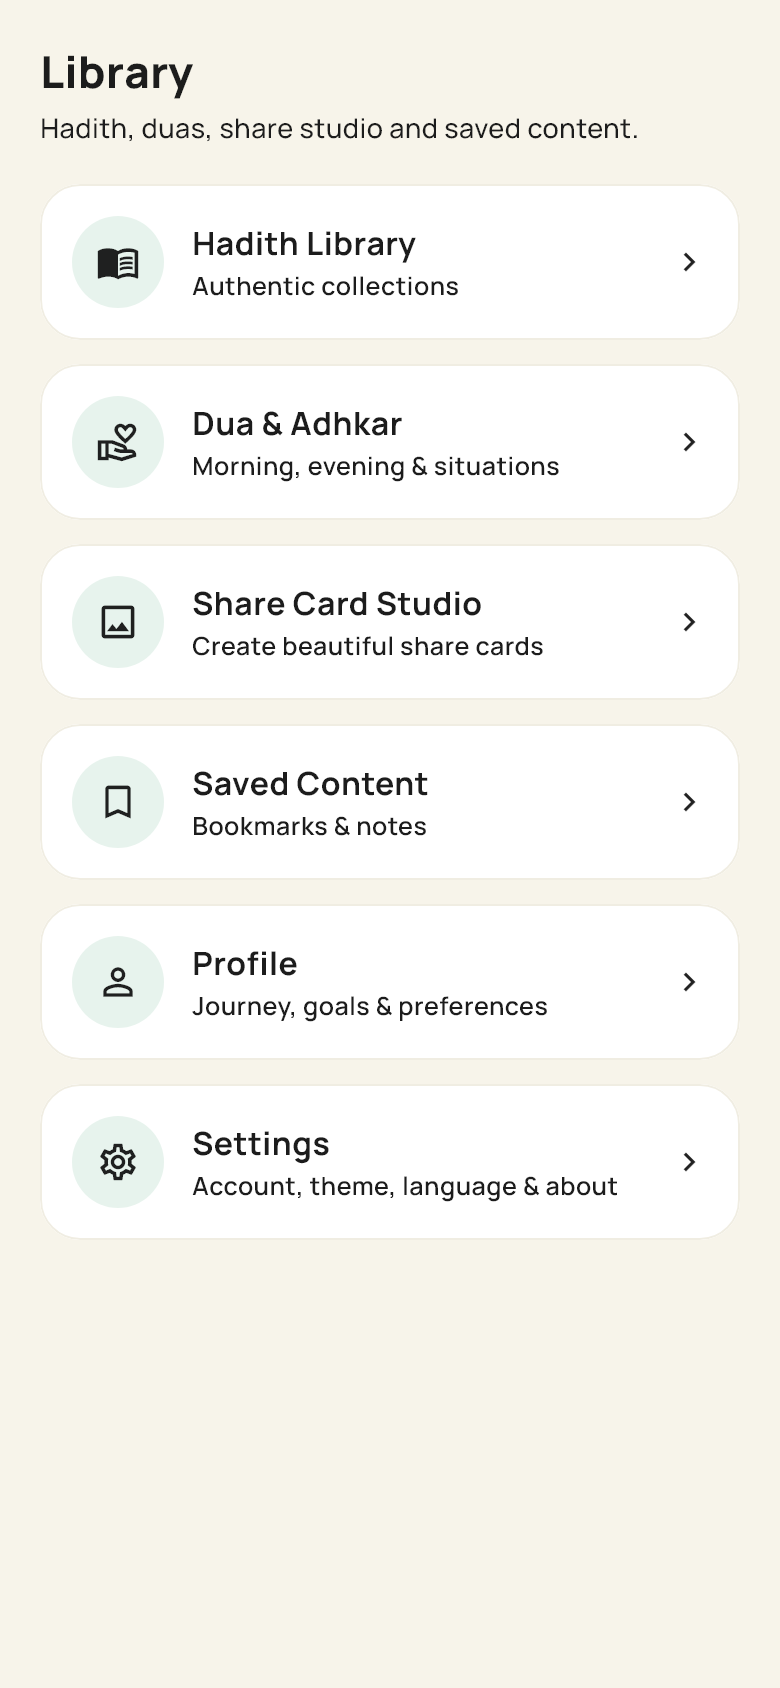 Library
Hadith, duas, share studio and saved content.
Hadith Library
Authentic collections
Dua & Adhkar
Morning, evening & situations
Share Card Studio
Create beautiful share cards
Saved Content
Bookmarks & notes
Profile
Journey, goals & preferences
Settings
Account, theme, language & about